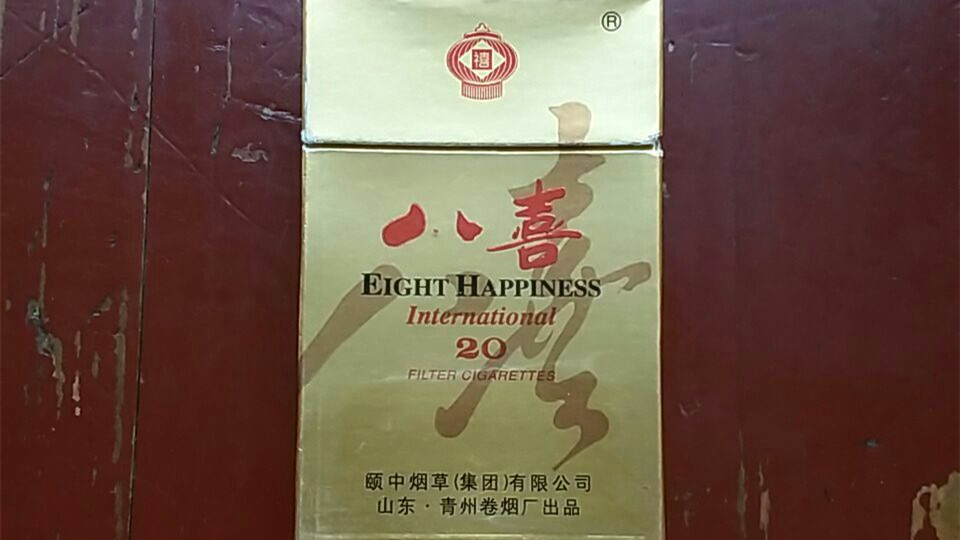 ®
禧
八喜
EIGHT HAPPINESS
International
20
FILTER CIGARETTES
颐中烟草(集团)有限公司
山东·青州卷烟厂出品